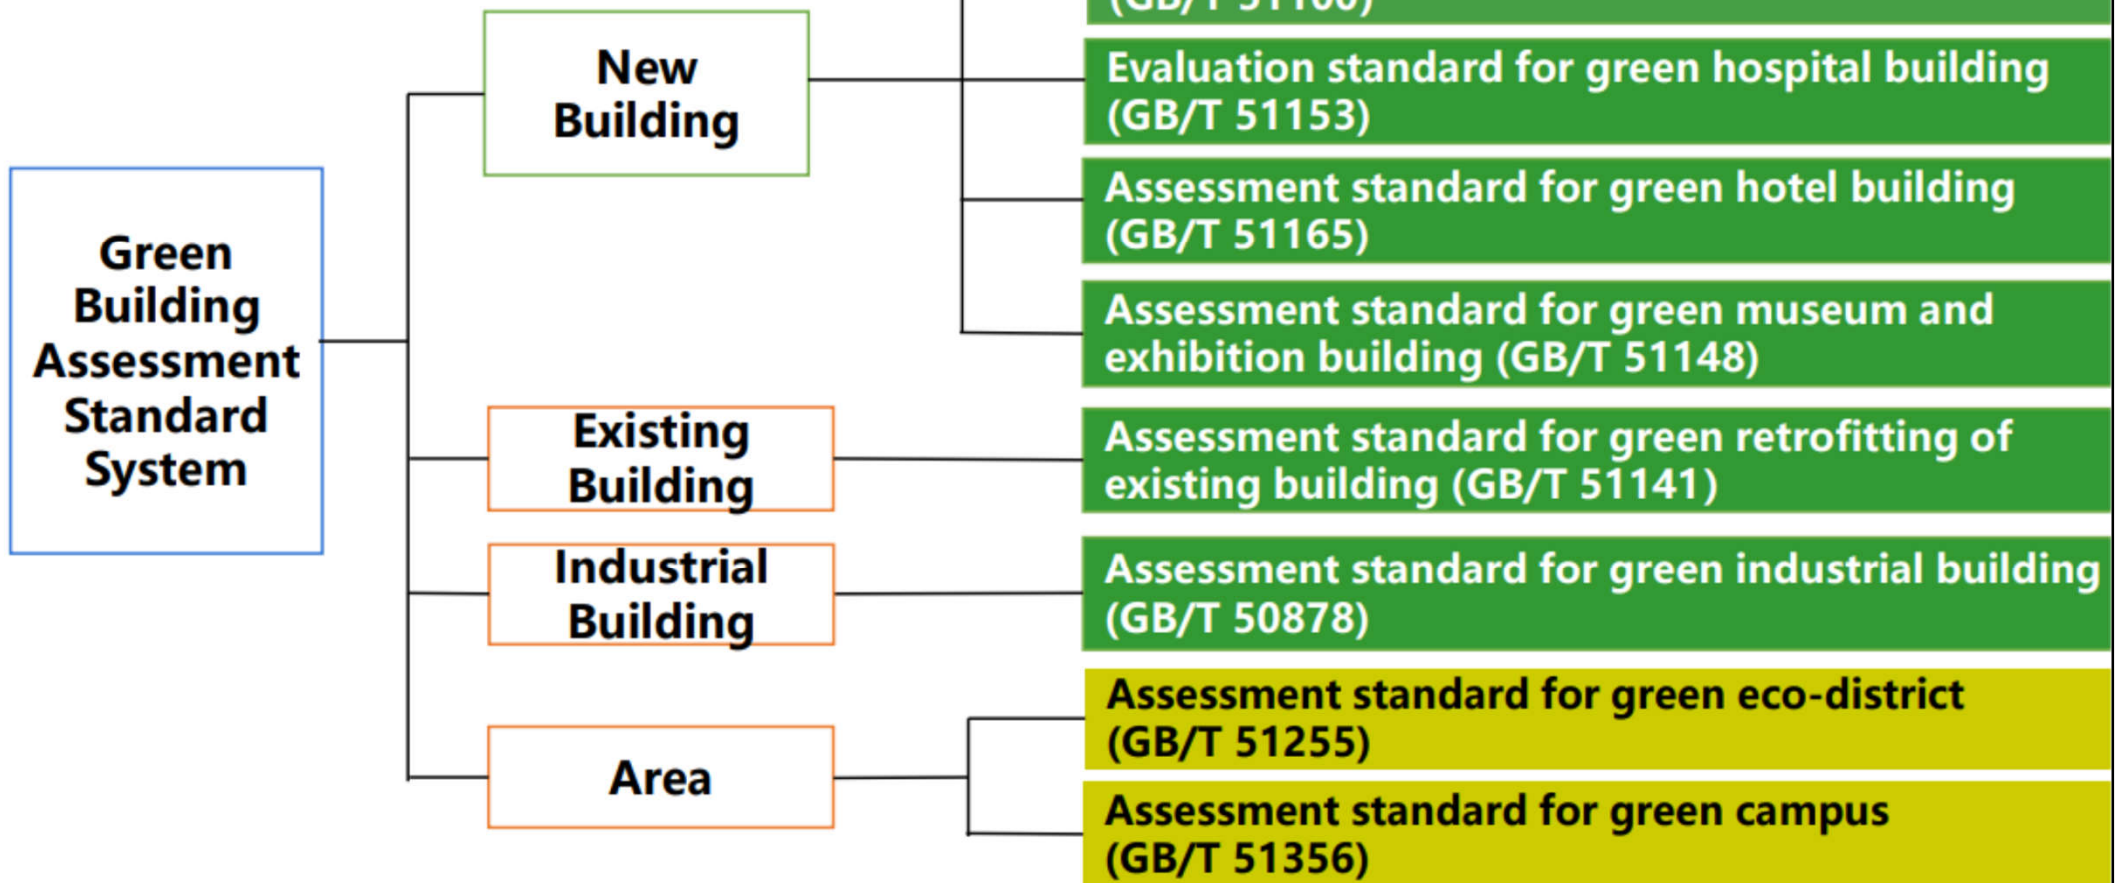 Green
Building
Assessment
Standard
System
New
Building
Evaluation standard for green hospital building
(GB/T 51153)
Assessment standard for green hotel building
(GB/T 51165)
Assessment standard for green museum and
exhibition building (GB/T 51148)
Existing
Building
Assessment standard for green retrofitting of
existing building (GB/T 51141)
Industrial
Building
Assessment standard for green industrial building
(GB/T 50878)
Area
Assessment standard for green eco-district
(GB/T 51255)
Assessment standard for green campus
(GB/T 51356)